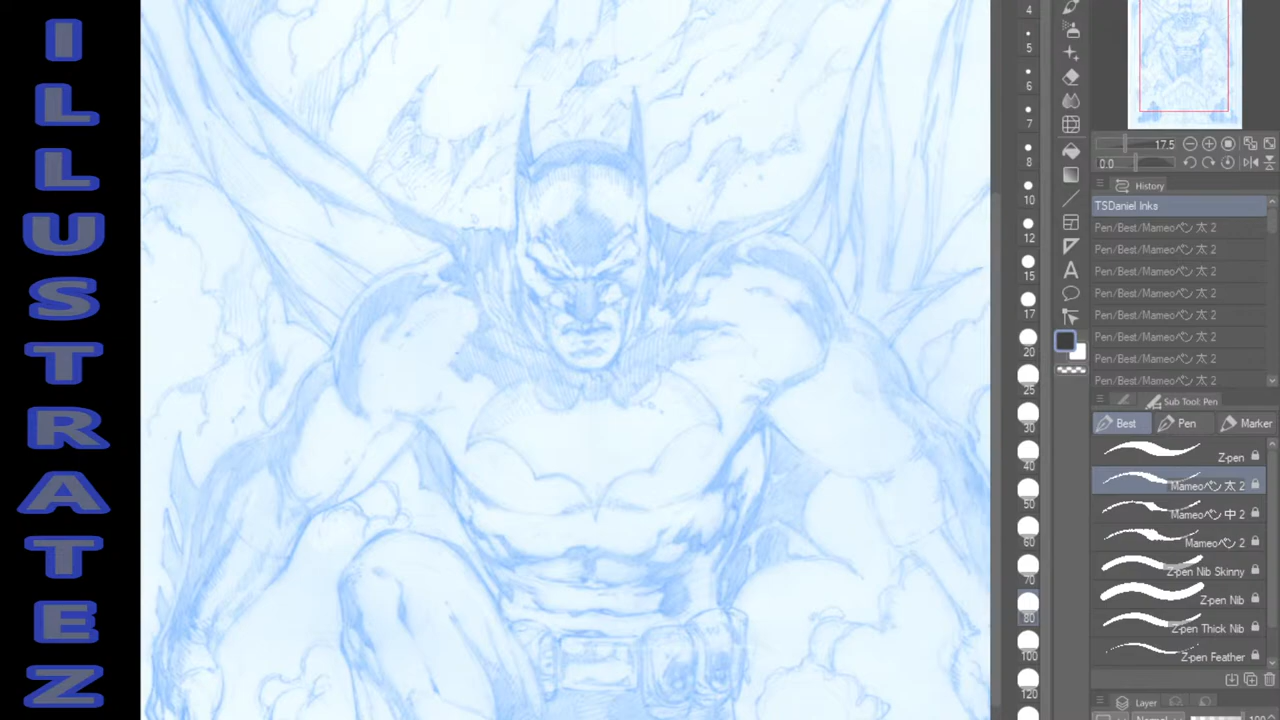 ILLUSTRATEZ
4
5
6
7
8
10
12
15
17
20
25
30
40
50
60
70
80
100
120
17.5
0.0
History
TSDaniel Inks
Pen/Best/Mameoペン 太 2
Pen/Best/Mameoペン 太 2
Pen/Best/Mameoペン 太 2
Pen/Best/Mameoペン 太 2
Pen/Best/Mameoペン 太 2
Pen/Best/Mameoペン 太 2
Pen/Best/Mameoペン 太 2
Pen/Best/Mameoペン 太 2
Sub Tool: Pen
Best Pen Marker
Z-pen
Mameoペン 太 2
Mameoペン 中 2
Mameoペン 2
Z-pen Nib Skinny
Z-pen Nib
Z-pen Thick Nib
Z-pen Feather
Layer